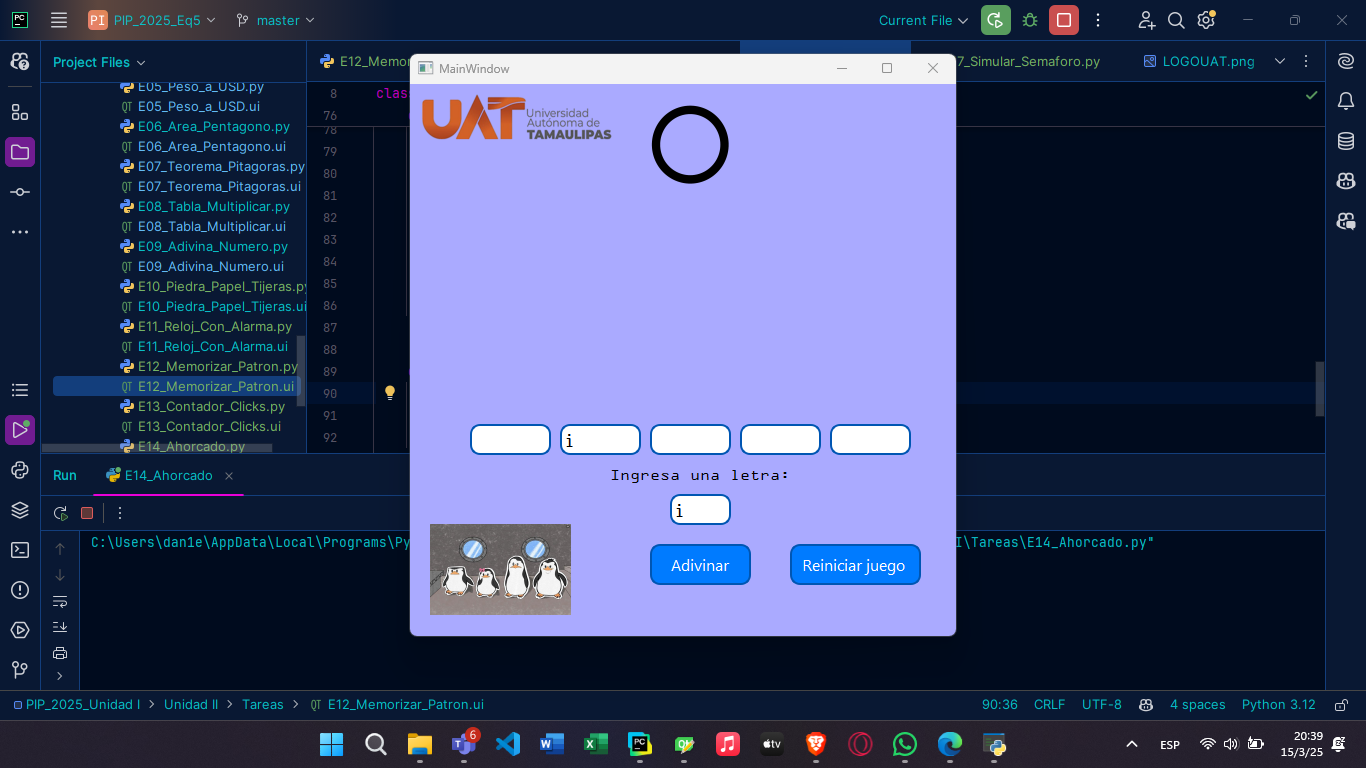 PC
PI PIP_2025_Eq5
master
Current File
Project Files
E12_Memor
7_Simular_Semaforo.py
LOGOUAT.png
E05_Peso_a_USD.py
E05_Peso_a_USD.ui
E06_Area_Pentagono.py
E06_Area_Pentagono.ui
E07_Teorema_Pitagoras.py
E07_Teorema_Pitagoras.ui
E08_Tabla_Multiplicar.py
E08_Tabla_Multiplicar.ui
E09_Adivina_Numero.py
E09_Adivina_Numero.ui
E10_Piedra_Papel_Tijeras.py
E10_Piedra_Papel_Tijeras.ui
E11_Reloj_Con_Alarma.py
E11_Reloj_Con_Alarma.ui
E12_Memorizar_Patron.py
E12_Memorizar_Patron.ui
E13_Contador_Clicks.py
E13_Contador_Clicks.ui
E14_Ahorcado.py
8 class
76
78
79
80
81
82
83
84
85
86
87
88
89
90
91
92
MainWindow
UAT Universidad
Autónoma de
TAMAULIPAS
i
Ingresa una letra:
i
Adivinar
Reiniciar juego
Run
E14_Ahorcado
C:\Users\dan1e\AppData\Local\Programs\Py
I\Tareas\E14_Ahorcado.py"
PIP_2025_Unidad I > Unidad II > Tareas > QT E12_Memorizar_Patron.ui
90:36 CRLF UTF-8 4 spaces Python 3.12
6
ESP
20:39
15/3/25